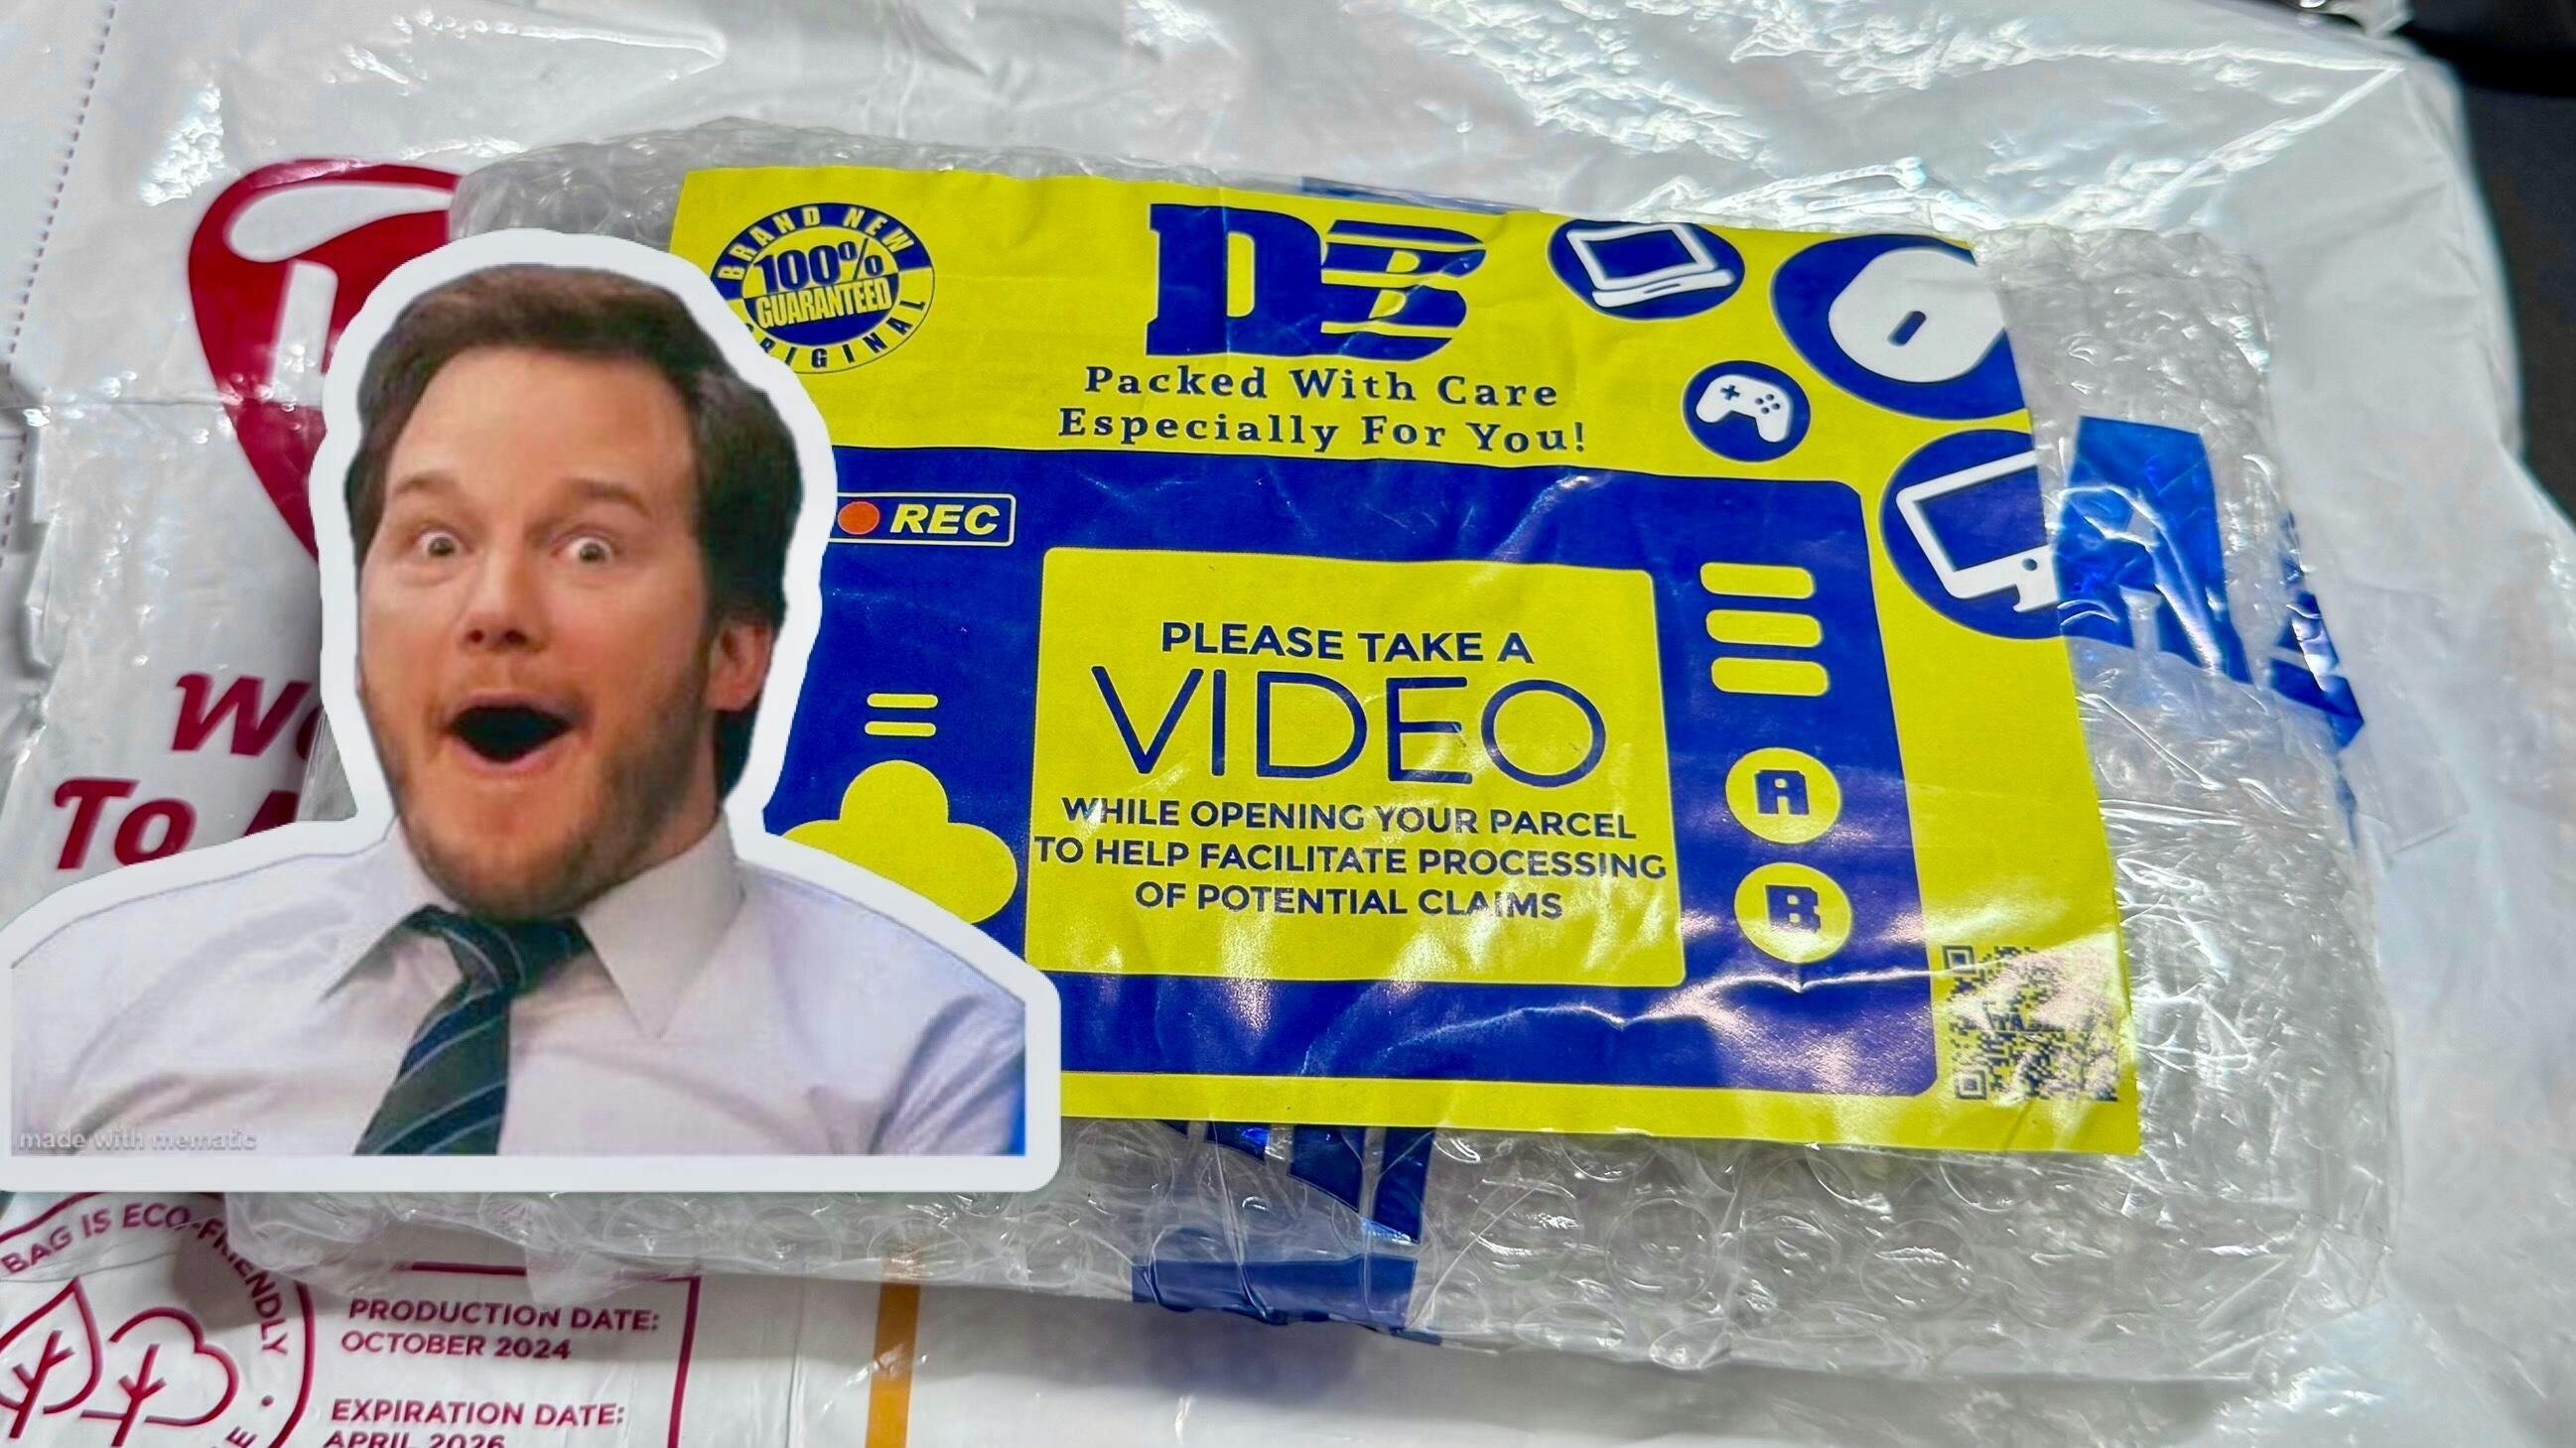 BRAND NEW
100%
GUARANTEED
ORIGINAL
DB
Packed With Care
Especially For You!
REC
PLEASE TAKE A
VIDEO
WHILE OPENING YOUR PARCEL
TO HELP FACILITATE PROCESSING
OF POTENTIAL CLAIMS
A
B
To
made with mematic
BAG IS ECO-FRIENDLY
PRODUCTION DATE:
OCTOBER 2024
EXPIRATION DATE:
APRIL 2026